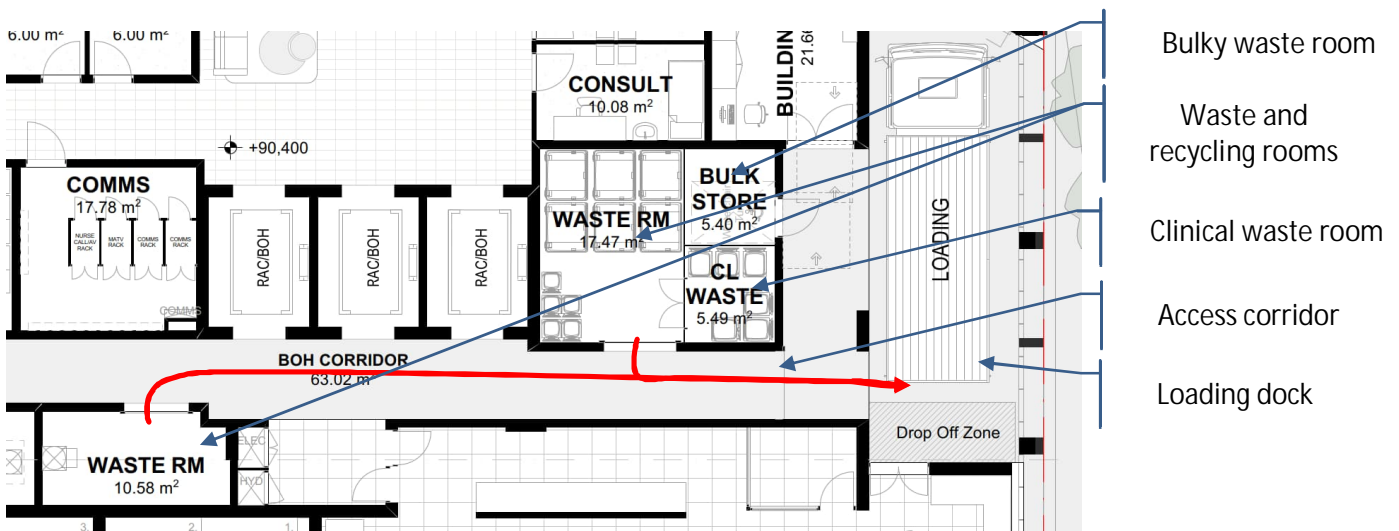 6.00 m²
6.00 m²
+90,400
CONSULT
10.08 m²
BUILDIN
21.6
COMMS
17.78 m²
NURSE
CALL/AV
RACK
MATV
RACK
COMMS
RACK
COMMS
RACK
COMMS
RAC/BOH
RAC/BOH
RAC/BOH
WASTE RM
17.47 m²
BULK
STORE
5.40 m²
CL
WASTE
5.49 m²
LOADING
BOH CORRIDOR
63.02 m²
Drop Off Zone
WASTE RM
10.58 m²
ELEC
HYD
3.
2.
1.
Bulky waste room
Waste and
recycling rooms
Clinical waste room
Access corridor
Loading dock